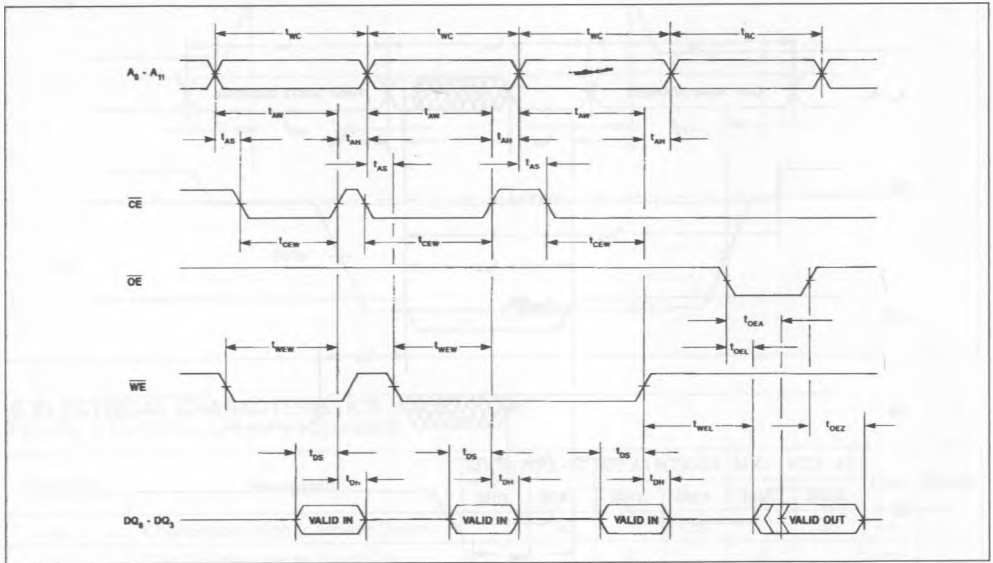 tWC tWC tWC tRC
A0 - A11
tAW tAW tAW
tAS tAH tAH tAH
tAS tAS
CE
tCEW tCEW tCEW
OE
tOEA
tOEL
tWEW tWEW
WE
tWEL tOEZ
tDS tDS tDS
tDh tDH tDH
DQ0 - DQ3 VALID IN VALID IN VALID IN VALID OUT